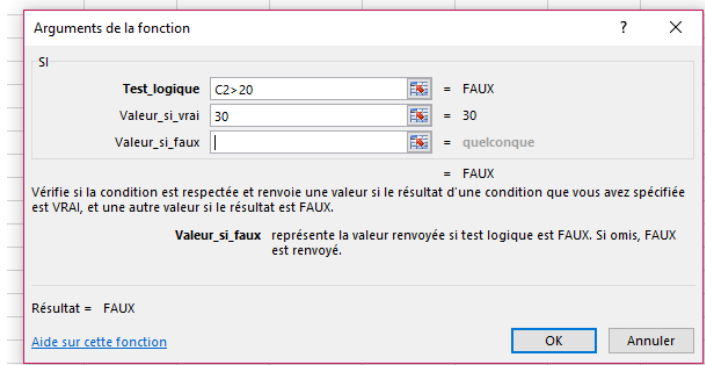 Arguments de la fonction ? ×
SI
Test_logique C2>20 = FAUX
Valeur_si_vrai 30 = 30
Valeur_si_faux = quelconque
= FAUX
Vérifie si la condition est respectée et renvoie une valeur si le résultat d'une condition que vous avez spécifiée
est VRAI, et une autre valeur si le résultat est FAUX.
Valeur_si_faux représente la valeur renvoyée si test logique est FAUX. Si omis, FAUX
est renvoyé.
Résultat = FAUX
Aide sur cette fonction OK Annuler